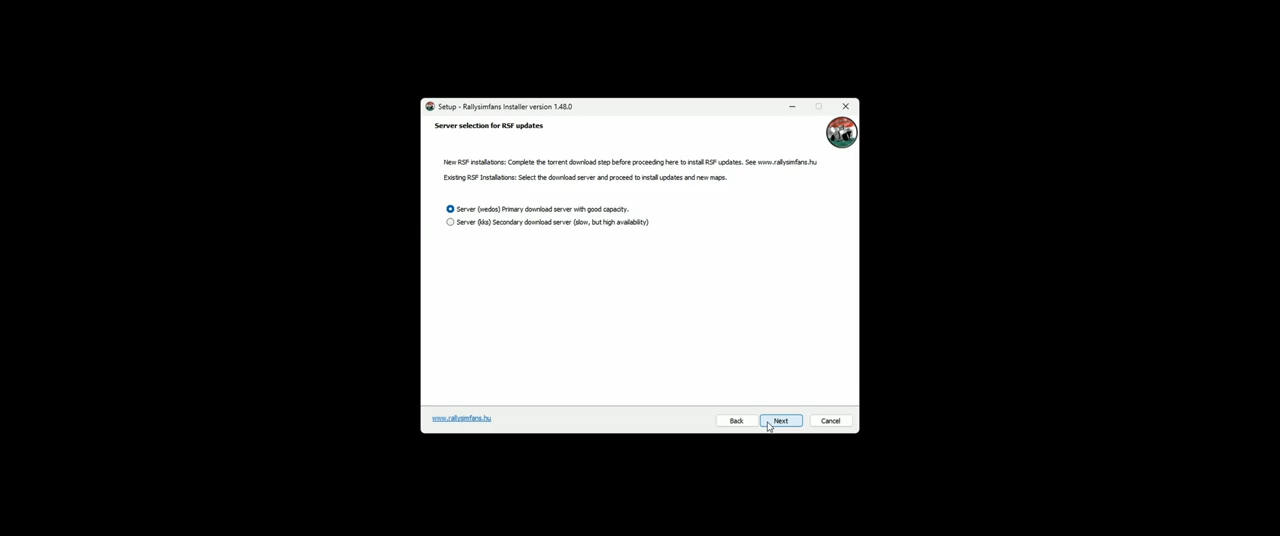 Setup - Rallysimfans Installer version 1.48.0
Server selection for RSF updates
New RSF installations: Complete the torrent download step before proceeding here to install RSF updates. See www.rallysimfans.hu
Existing RSF Installations: Select the download server and proceed to install updates and new maps.
Server (wedos) Primary download server with good capacity.
Server (kks) Secondary download server (slow, but high availability)
www.rallysimfans.hu
Back
Next
Cancel